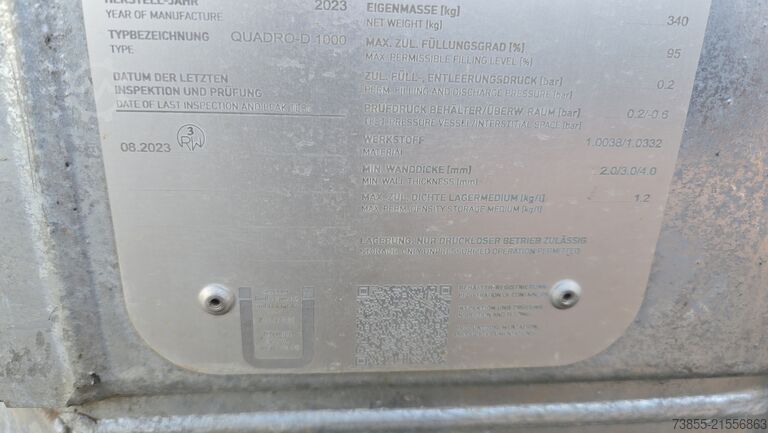 HERSTELL-JAHR 2023
YEAR OF MANUFACTURE
TYPBEZEICHNUNG QUADRO-D 1000
TYPE
DATUM DER LETZTEN
INSPEKTION UND PRÜFUNG
DATE OF LAST INSPECTION AND LEAK TEST
08.2023 3 RW
EIGENMASSE [kg] 340
NET WEIGHT [kg]
MAX. ZUL. FÜLLUNGSGRAD [%] 95
MAX. PERMISSIBLE FILLING LEVEL [%]
ZUL. FÜLL-, ENTLEERUNGSDRUCK [bar] 0.2
PERM. FILLING AND DISCHARGE PRESSURE [bar]
PRÜFDRUCK BEHÄLTER/ÜBERW.-RAUM [bar] 0.2/-0.6
TEST PRESSURE VESSEL/INTERSTITIAL SPACE [bar]
WERKSTOFF 1.0038/1.0332
MATERIAL
MIN. WANDDICKE [mm] 2.0/3.0/4.0
MIN. WALL THICKNESS [mm]
MAX. ZUL. DICHTE LAGERMEDIUM [kg/l] 1.2
MAX. PERM. DENSITY STORAGE MEDIUM [kg/l]
LAGERUNG: NUR DRUCKLOSER BETRIEB ZULÄSSIG
STORAGE: ONLY UNPRESSURIZED OPERATION PERMITTED
73855-21556863